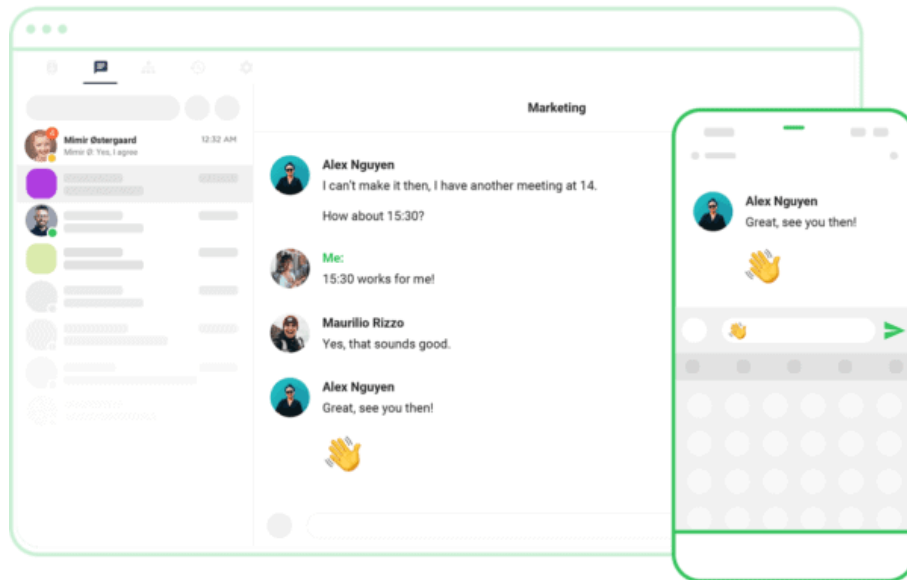 Marketing
4
Mimir Østergaard
12:32 AM
Mimir Ø: Yes, I agree
Alex Nguyen
I can't make it then, I have another meeting at 14.
How about 15:30?
Me:
15:30 works for me!
Maurilio Rizzo
Yes, that sounds good.
Alex Nguyen
Great, see you then!
Alex Nguyen
Great, see you then!